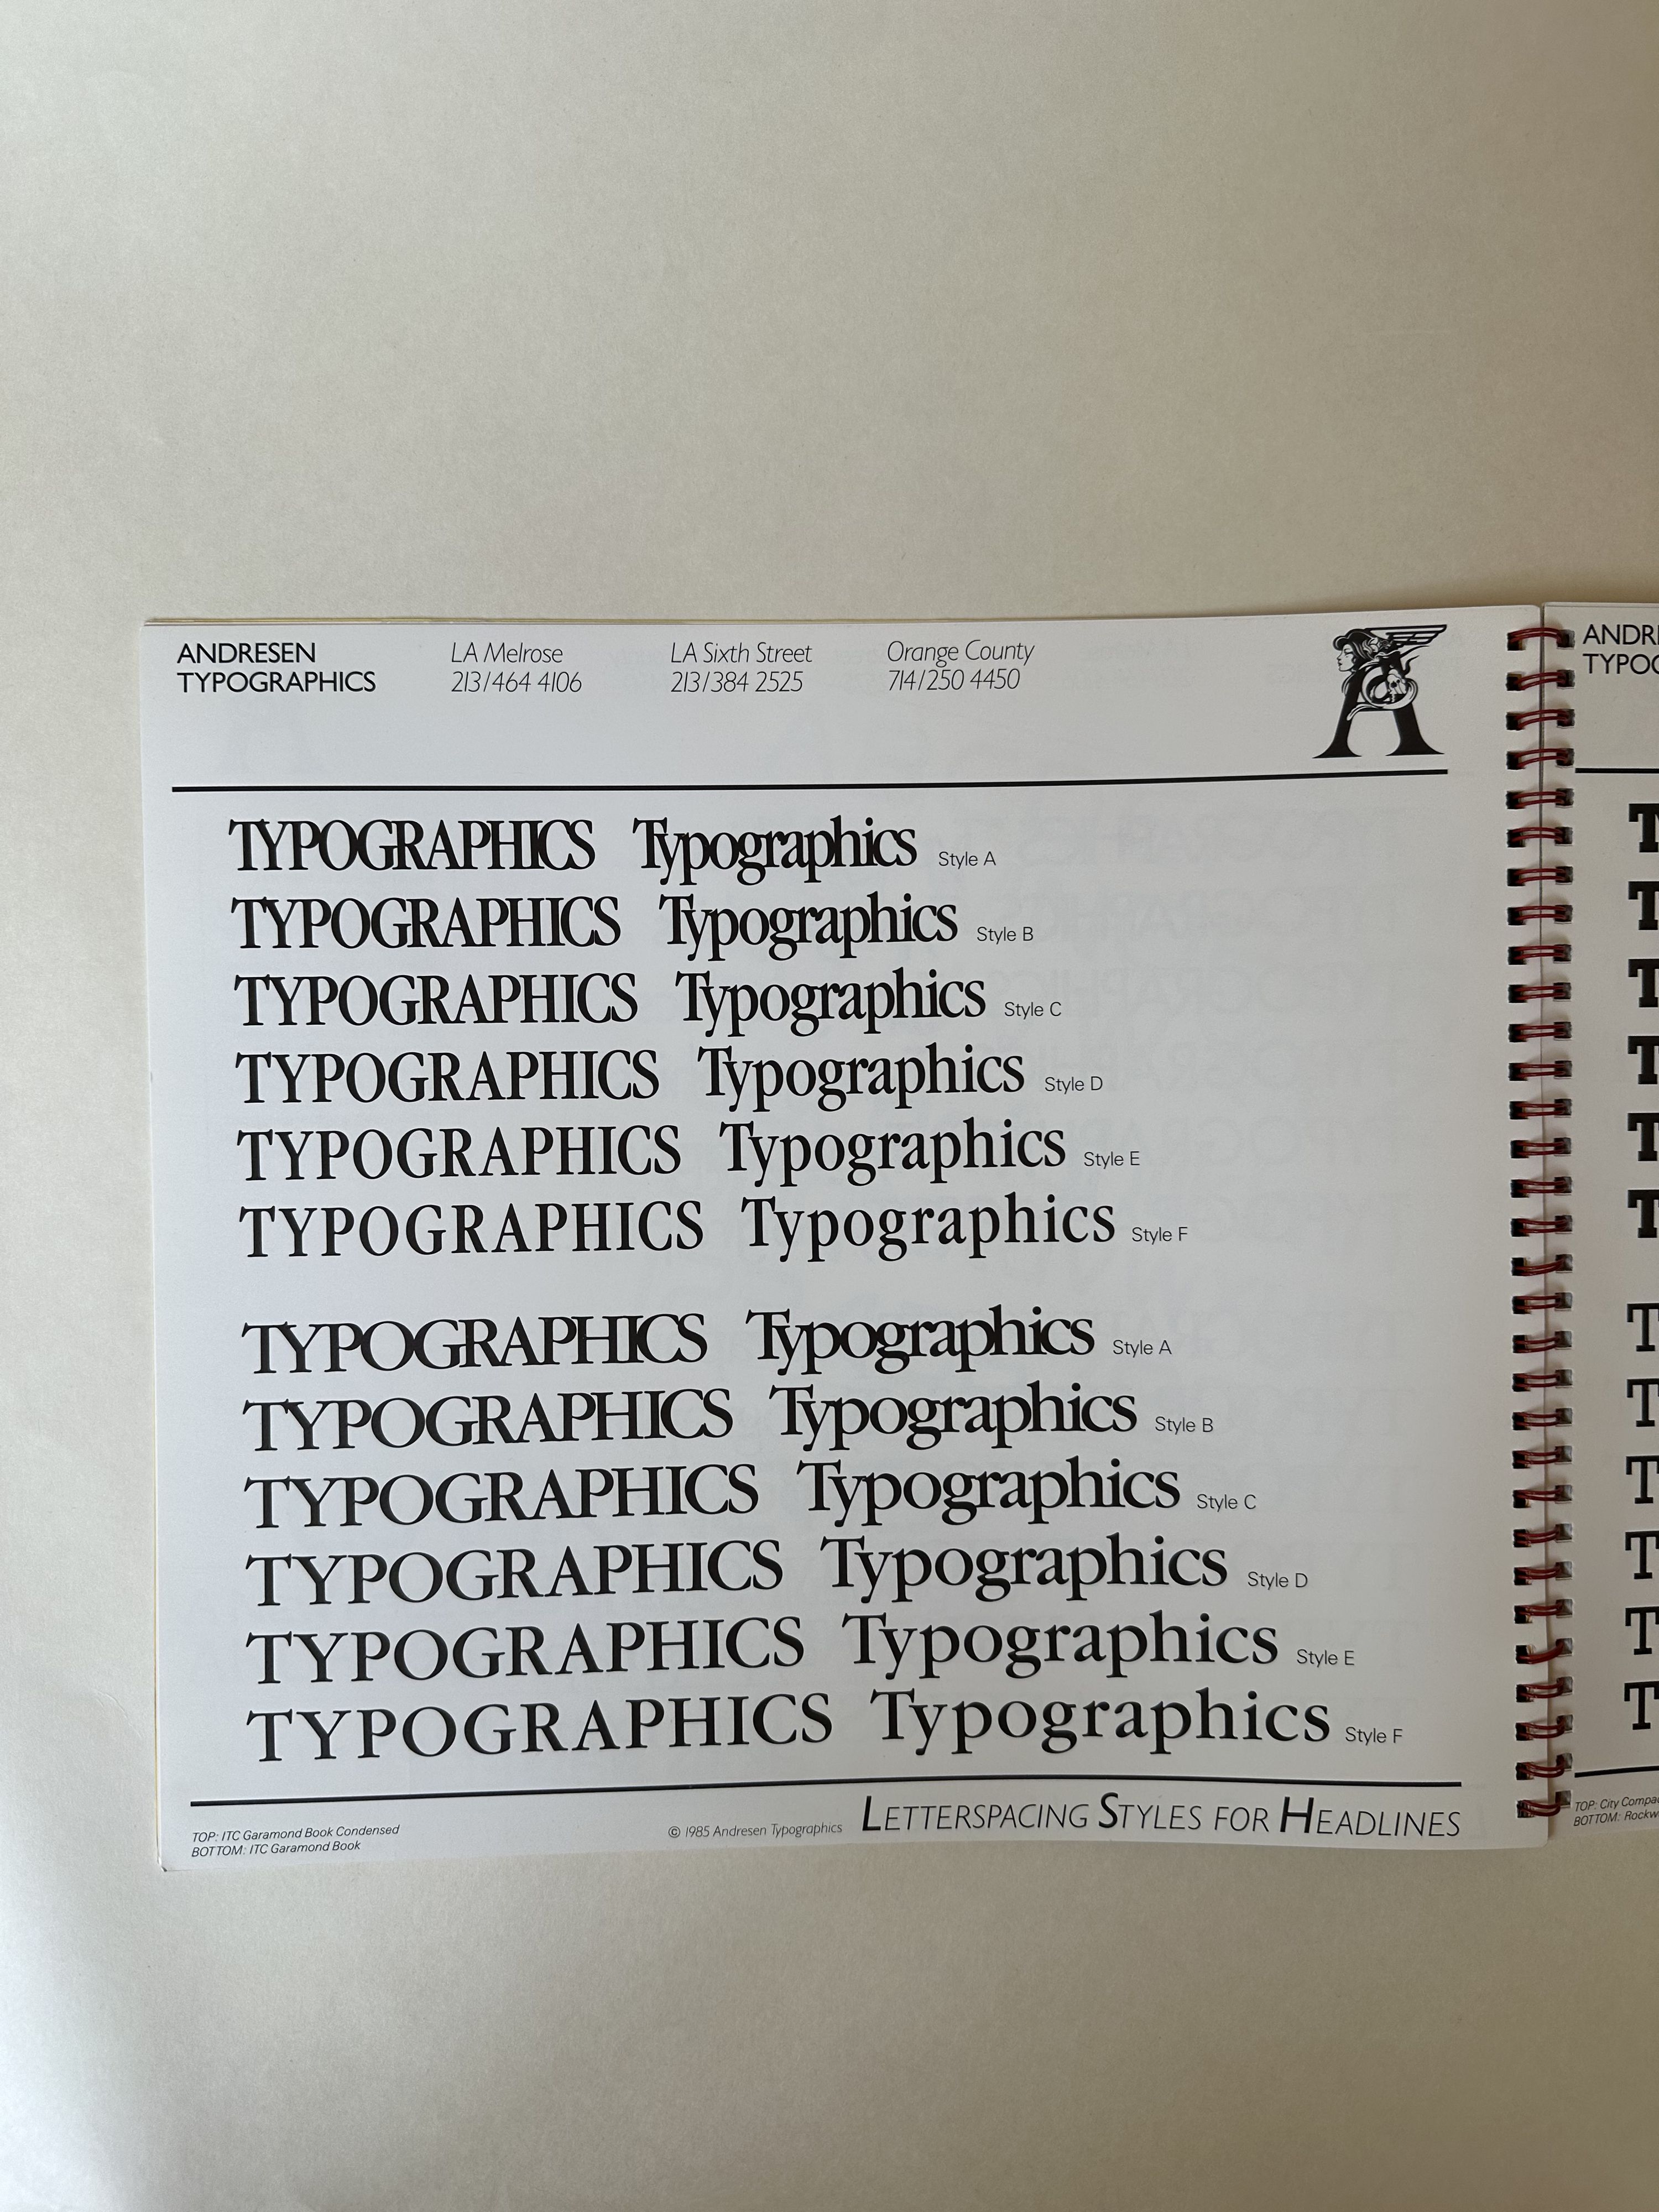 ANDRESEN
TYPOGRAPHICS
LA Melrose
213/464 4106
LA Sixth Street
213/384 2525
Orange County
714/250 4450
A
TYPOGRAPHICS Typographics Style A
TYPOGRAPHICS Typographics Style B
TYPOGRAPHICS Typographics Style C
TYPOGRAPHICS Typographics Style D
TYPOGRAPHICS Typographics Style E
TYPOGRAPHICS Typographics Style F
TYPOGRAPHICS Typographics Style A
TYPOGRAPHICS Typographics Style B
TYPOGRAPHICS Typographics Style C
TYPOGRAPHICS Typographics Style D
TYPOGRAPHICS Typographics Style E
TYPOGRAPHICS Typographics Style F
TOP: ITC Garamond Book Condensed
BOTTOM: ITC Garamond Book
© 1985 Andresen Typographics
LETTERSPACING STYLES FOR HEADLINES
T
T
T
T
T
T
T
T
T
T
T
T
TOP: City
BOTTOM: